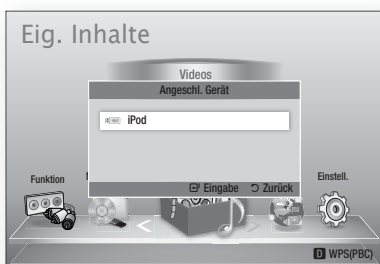 Eig. Inhalte
Videos
Angeschl. Gerät
iPod
Funktion
Einstell.
Eingabe
Zurück
D WPS(PBC)